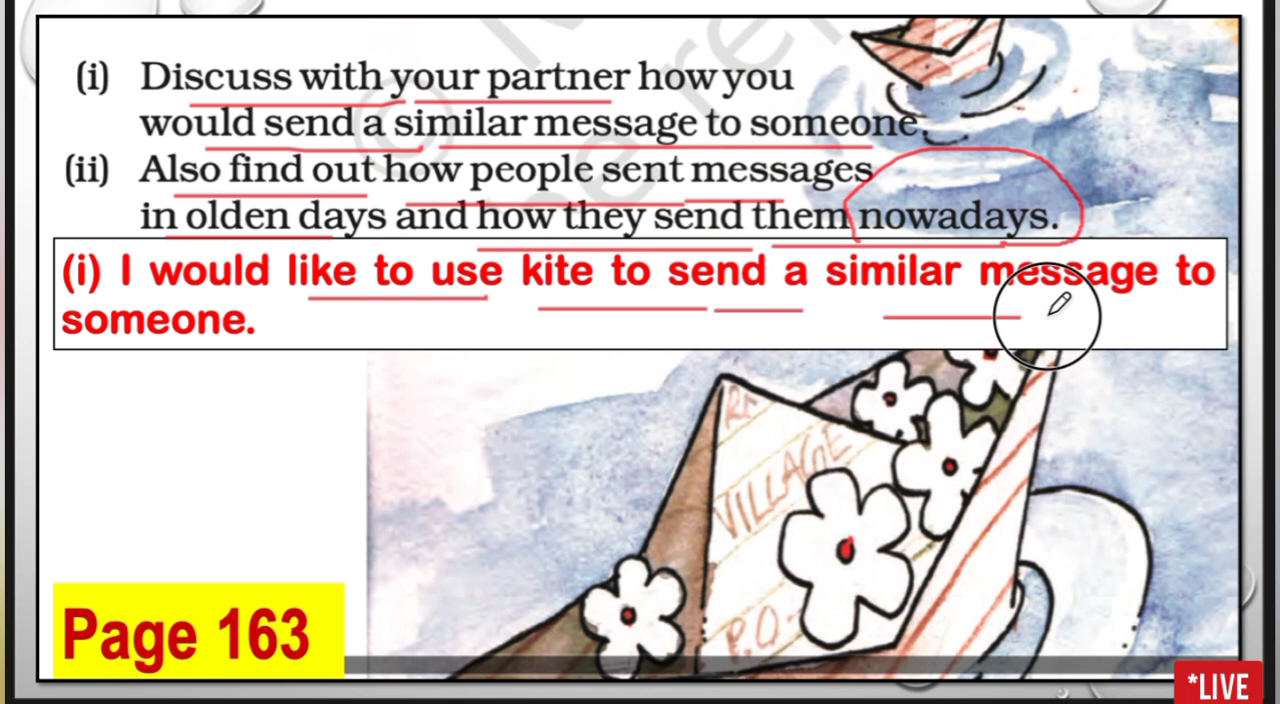 (i) Discuss with your partner how you
would send a similar message to someone.
(ii) Also find out how people sent messages
in olden days and how they send them nowadays.
(i) I would like to use kite to send a similar message to
someone.
VILLAGE
P.O-
Page 163
*LIVE